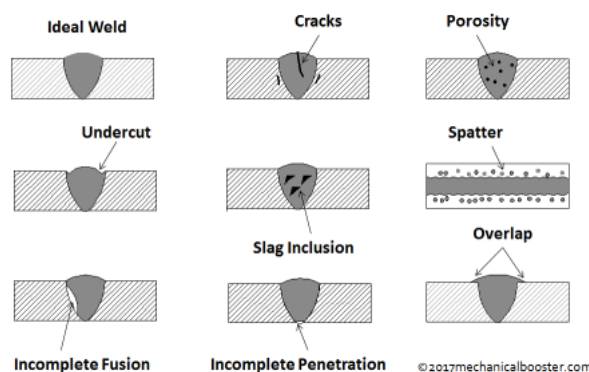 Ideal Weld
Cracks
Porosity
Undercut
Slag Inclusion
Spatter
Incomplete Fusion
Incomplete Penetration
Overlap
©2017mechanicalbooster.com